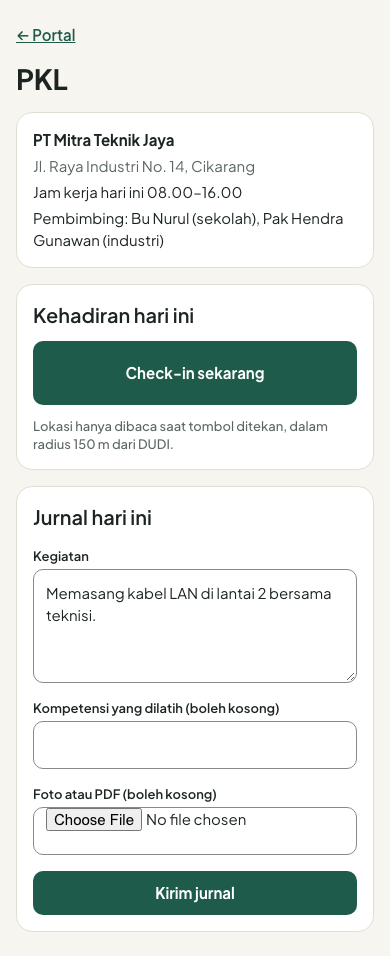 ← Portal
PKL
PT Mitra Teknik Jaya
Jl. Raya Industri No. 14, Cikarang
Jam kerja hari ini 08.00–16.00
Pembimbing: Bu Nurul (sekolah), Pak Hendra
Gunawan (industri)
Kehadiran hari ini
Check-in sekarang
Lokasi hanya dibaca saat tombol ditekan, dalam
radius 150 m dari DUDI.
Jurnal hari ini
Kegiatan
Memasang kabel LAN di lantai 2 bersama
teknisi.
Kompetensi yang dilatih (boleh kosong)
Foto atau PDF (boleh kosong)
Choose File No file chosen
Kirim jurnal